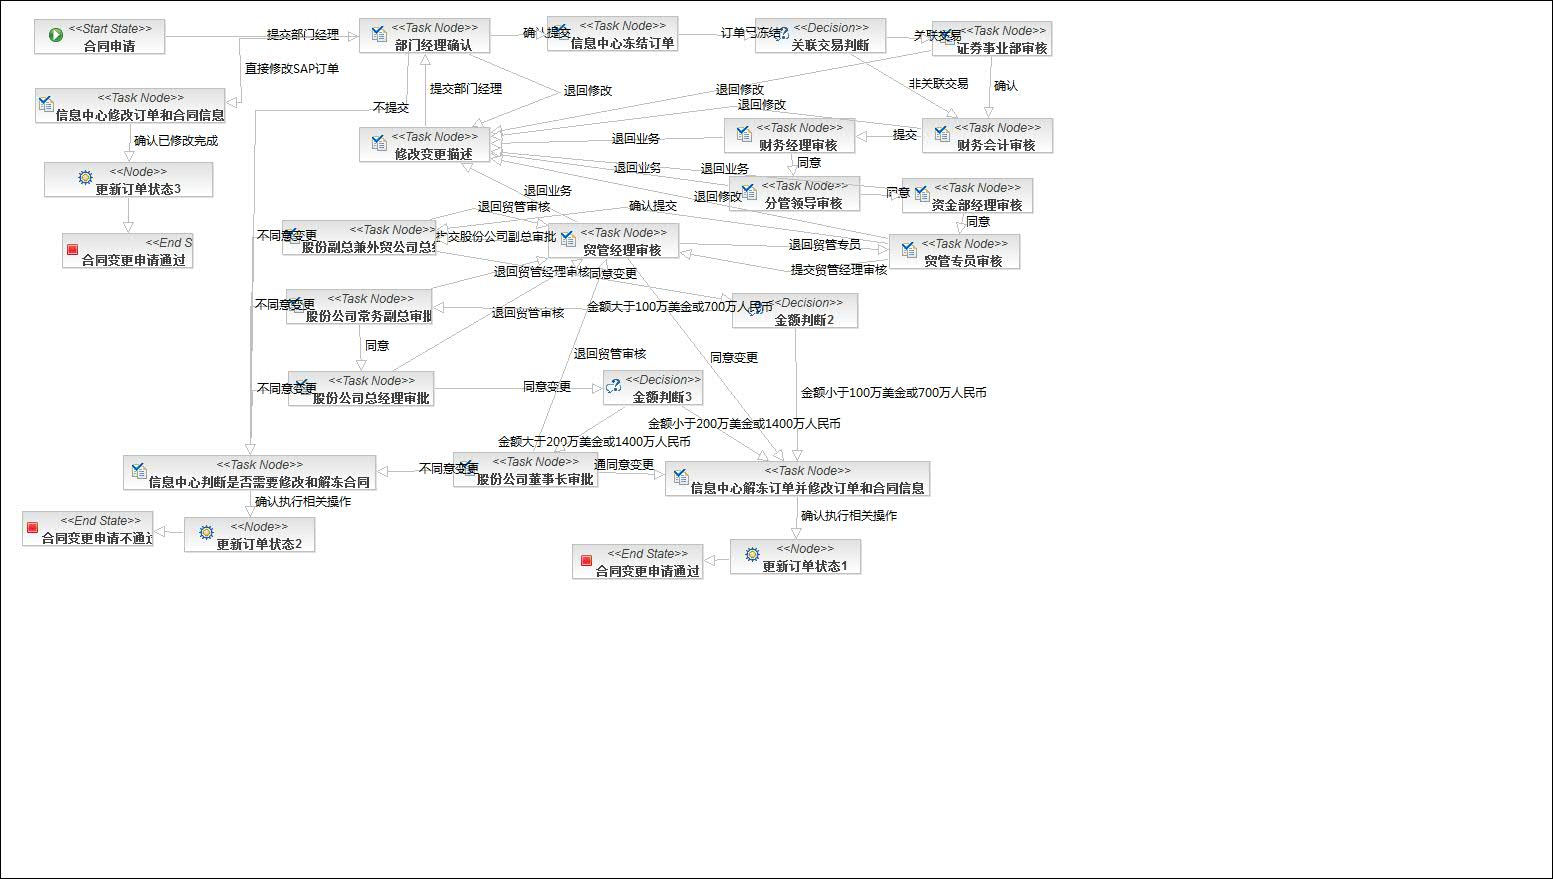 <<Start State>>
合同申请
提交部门经理
<<Task Node>>
部门经理确认
确认提交
<<Task Node>>
信息中心冻结订单
订单已冻结
<<Decision>>
关联交易判断
关联交易
<<Task Node>>
证券事业部审核
直接修改SAP订单
提交部门经理
退回修改
退回修改
非关联交易
确认
<<Task Node>>
信息中心修改订单和合同信息
不提交
退回修改
确认已修改完成
<<Task Node>>
修改变更描述
退回业务
<<Task Node>>
财务经理审核
提交
<<Task Node>>
财务会计审核
同意
<<Node>>
更新订单状态3
退回业务
退回业务
退回业务
退回修改
<<Task Node>>
分管领导审核
同意
<<Task Node>>
资金部经理审核
同意
退回贸管审核
确认提交
<<End S
合同变更申请通过
不同意变更
<<Task Node>>
股份副总兼外贸公司总
提交股份公司副总审批
<<Task Node>>
贸管经理审核
退回贸管专员
<<Task Node>>
贸管专员审核
退回贸管经理审核
同意变更
提交贸管经理审核
不同意变更
<<Task Node>>
股份公司常务副总审批
退回贸管审核
金额大于100万美金或700万人民币
<<Decision>>
金额判断2
同意
退回贸管审核
同意变更
不同意变更
<<Task Node>>
股份公司总经理审批
同意变更
<<Decision>>
金额判断3
金额小于100万美金或700万人民币
金额小于200万美金或1400万人民币
金额大于200万美金或1400万人民币
<<Task Node>>
信息中心判断是否需要修改和解冻合同
不同意变更
<<Task Node>>
股份公司董事长审批
通同意变更
<<Task Node>>
信息中心解冻订单并修改订单和合同信息
确认执行相关操作
确认执行相关操作
<<End State>>
合同变更申请不通
<<Node>>
更新订单状态2
<<End State>>
合同变更申请通过
<<Node>>
更新订单状态1